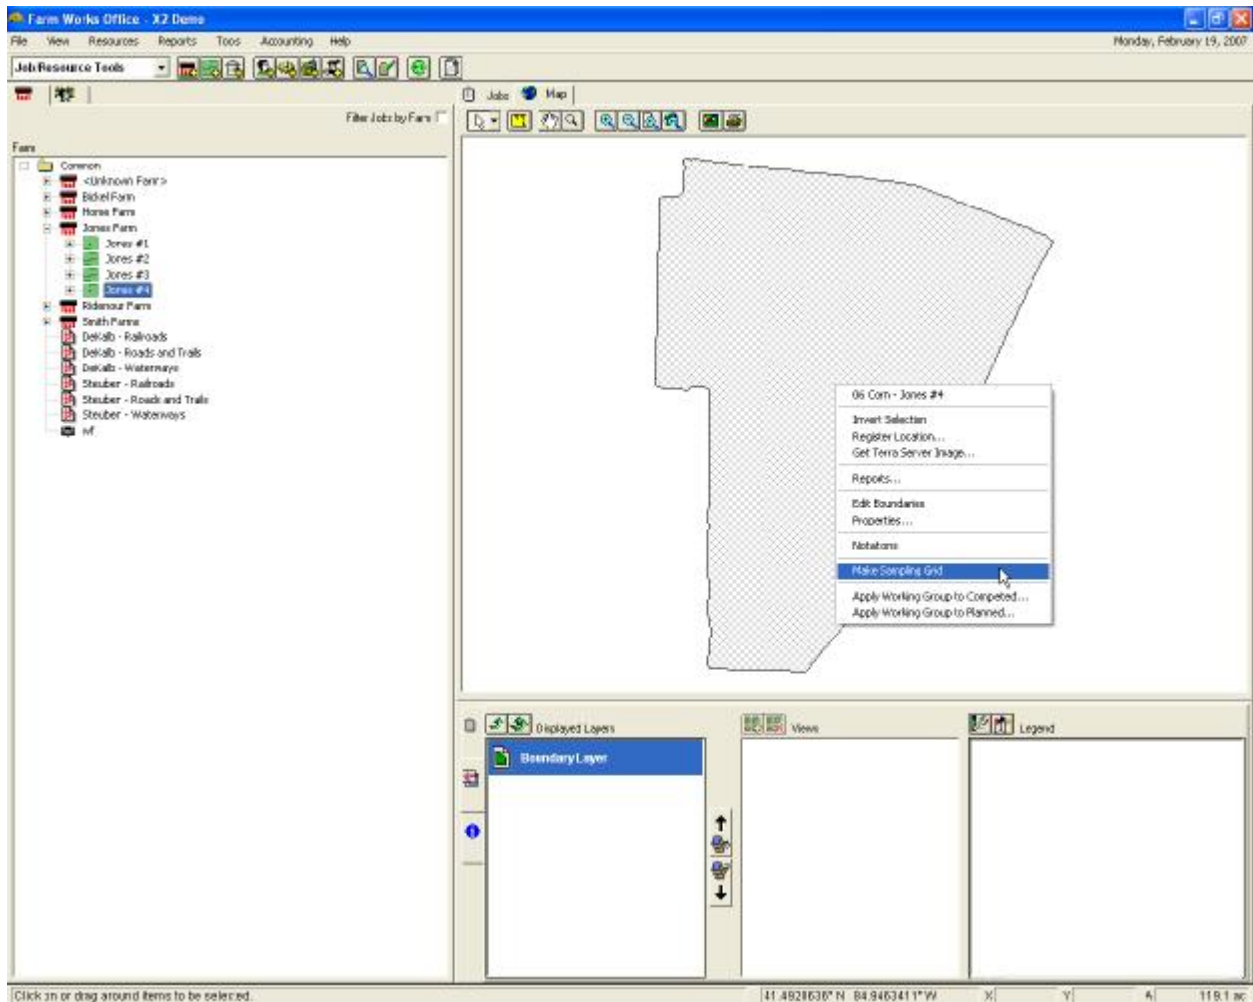 Farm Works Office - X2 Demo
File View Resources Reports Toos Accounting Help
Monday, February 19, 2007
Job/Resource Tools
Jobs Map
Filter Jobs by Farm
Farm
Common
<Unknown Farm>
Bickel Farm
Home Farm
Jones Farm
Jones #1
Jones #2
Jones #3
Jones #4
Ridenour Farm
Smith Farms
DeKalb - Railroads
DeKalb - Roads and Trails
DeKalb - Waterways
Steuber - Railroads
Steuber - Roads and Trails
Steuber - Waterways
wf
06 Corn - Jones #4
Invert Selection
Register Location...
Get Terra Server Image...
Reports...
Edit Boundaries
Properties...
Notations
Make Sampling Grid
Apply Working Group to Competed...
Apply Working Group to Planned...
Displayed Layers
Views
Legend
Boundary Layer
Click on or drag around items to be selected.
41.4928636° N 84.9463411° W X Y A 119.1 ac